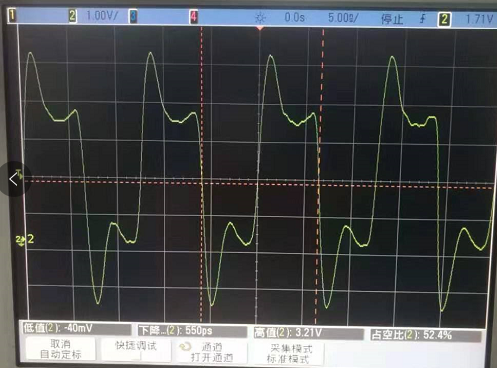 1 2 1.00V/ 3 4 0.0s 5.00ns/ 停止 2 1.71V
T
2
低值(2): -40mV 下降..(2): 550ps 高值(2): 3.21V 占空比(2): 52.4%
取消 快捷调试 通道 采集模式
自动定标 打开通道 标准模式